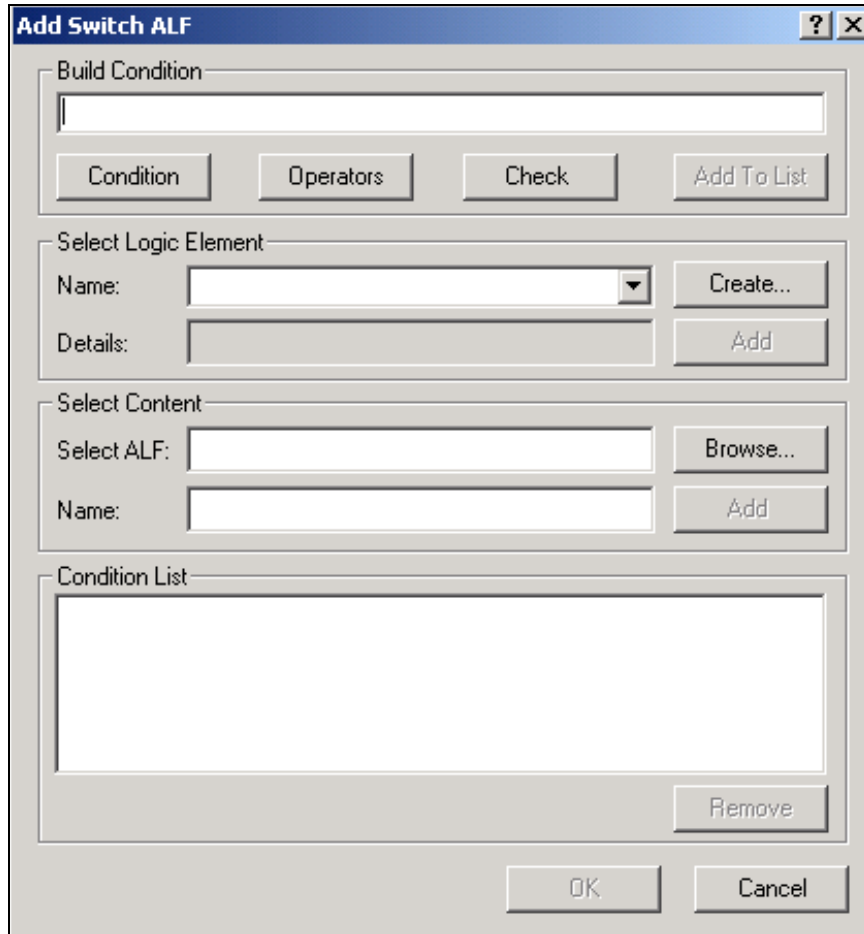 Add Switch ALF
Build Condition
Condition Operators Check Add To List
Select Logic Element
Name: Create...
Details: Add
Select Content
Select ALF: Browse...
Name: Add
Condition List
Remove
OK Cancel